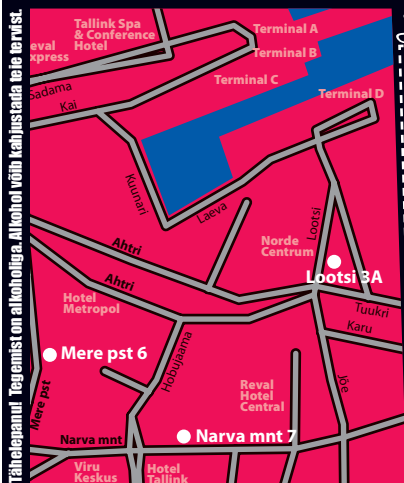 Tähelepanu! Tegemist on alkoholiga. Alkohol võib kahjustada teie tervist.
Tallink Spa
& Conference
Hotel
eval
xpress
Terminal A
Terminal B
Terminal C
Terminal D
Sadama
Kai
Kuunari
Laeva
Lootsi
Ahtri
Norde
Centrum
Lootsi 3A
Ahtri
Hotel
Metropol
Tuukri
Karu
Mere pst 6
Hobujaama
Jõe
Mere pst
Reval
Hotel
Central
Narva mnt
Narva mnt 7
Viru
Keskus
Hotel
Tallink